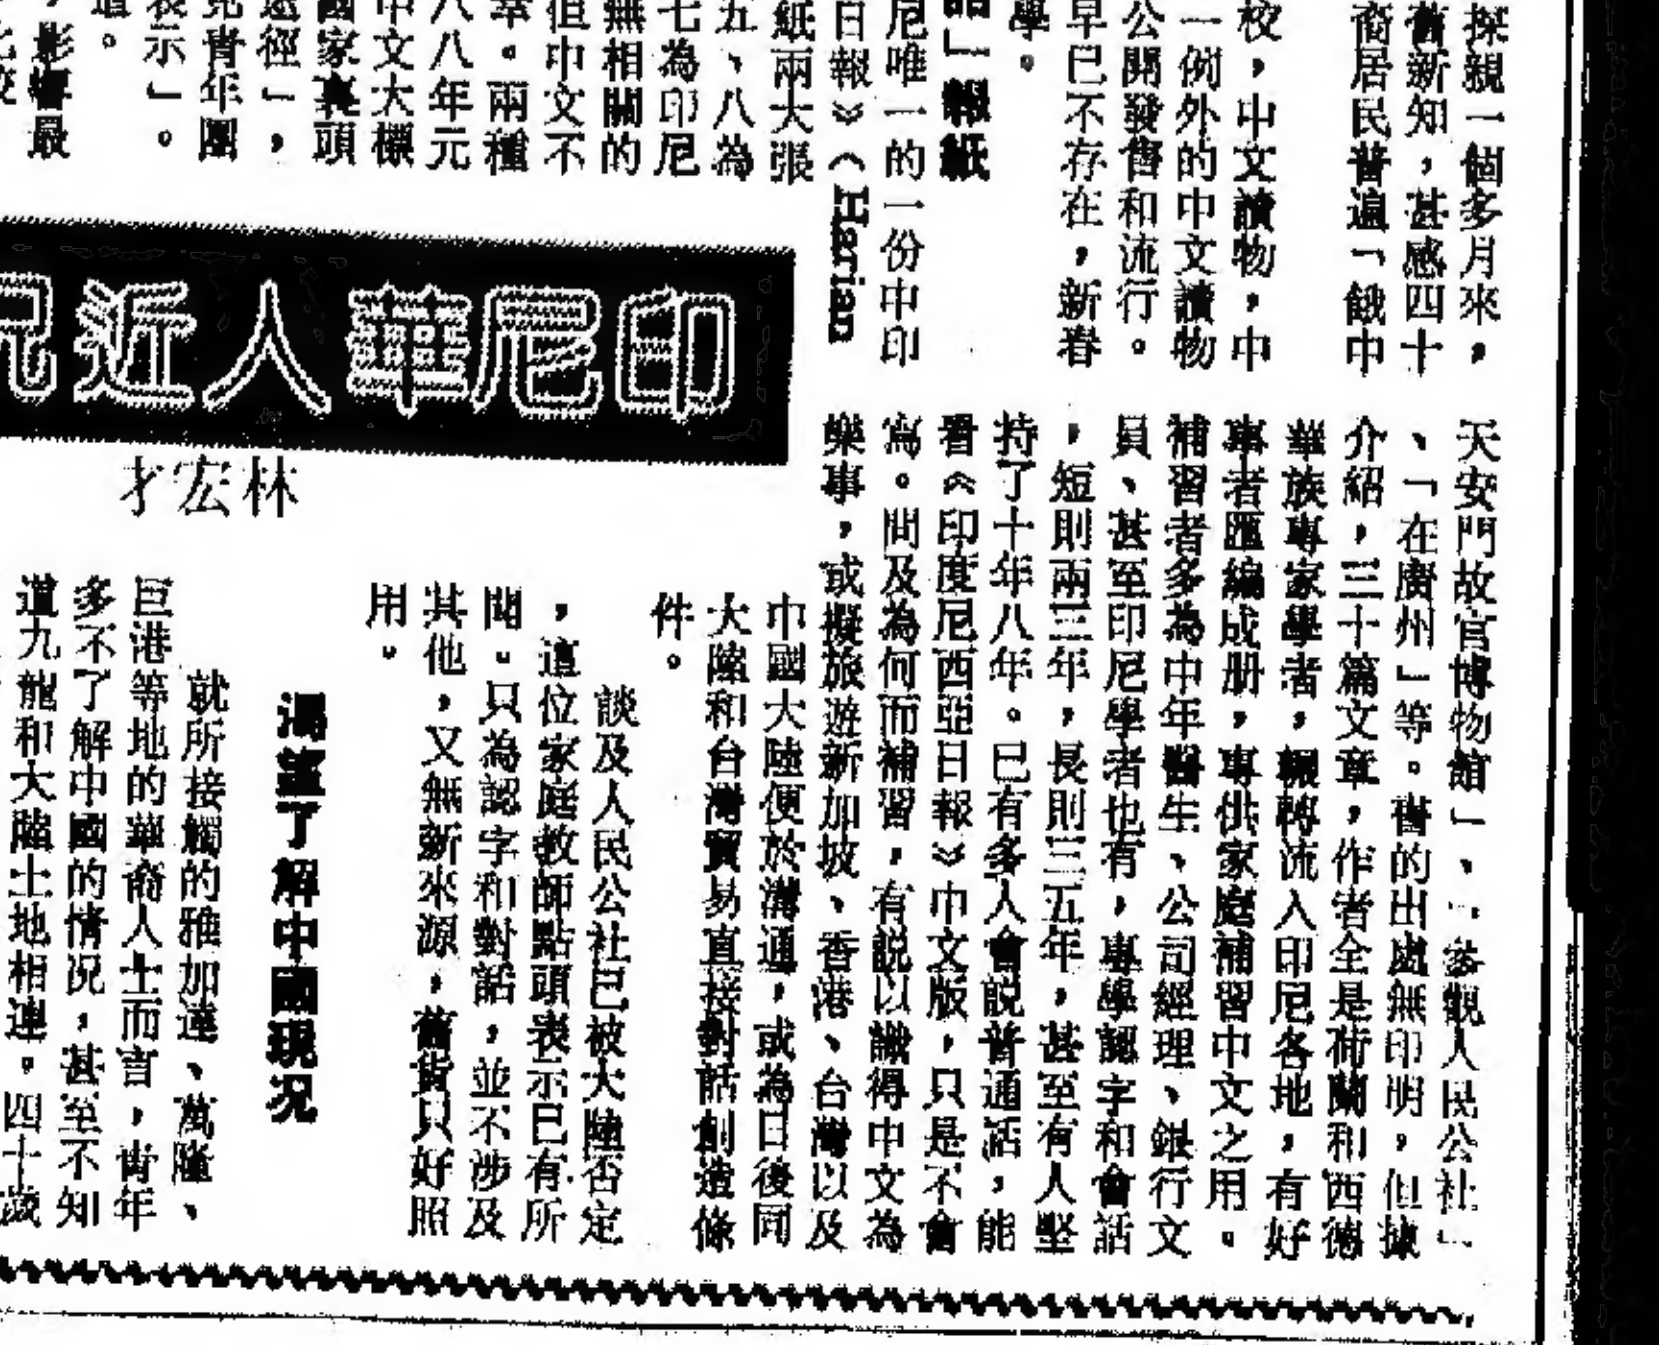 探親一個多月來，
舊新知，甚感四十
裔居民普遍「餓中
校，中文讀物，中
一例外的中文讀物
公開發售和流行。
早已不存在，新春
學。
品」報紙
尼唯一的一份中印
日報》（Harian
紙兩大張
五、八為
七為印尼
無相關的
但中文不
幸。兩種
八八年元
中文大標
國家裏頭
途徑」，
見青年團
表示」。
道。
，影響最
比較
印尼華人近況
林宏才
天安門故宮博物館」、「參觀人民公社」
、「在廣州」等。書的出處無印明，但據
介紹，三十篇文章，作者全是荷蘭和西德
華族專家學者，輾轉流入印尼各地，有好
事者匯編成册，專供家庭補習中文之用。
補習者多為中年醫生、公司經理、銀行文
員、甚至印尼學者也有，專學認字和會話
，短則兩三年，長則三五年，甚至有人堅
持了十年八年。已有多人會說普通話，能
看《印度尼西亞日報》中文版，只是不會
寫。問及為何而補習，有說以識得中文為
樂事，或擬旅遊新加坡、香港、台灣以及
中國大陸便於溝通，或為日後同
大陸和台灣貿易直接對話創造條
件。
談及人民公社已被大陸否定
，這位家庭教師點頭表示已有所
聞。只為認字和對話，並不涉及
其他，又無新來源，舊貨只好照
用。
渴望了解中國現況
就所接觸的雅加達、萬隆、
巨港等地的華裔人士而言，青年
多不了解中國的情況，甚至不知
道九龍和大陸土地相連。四十歲